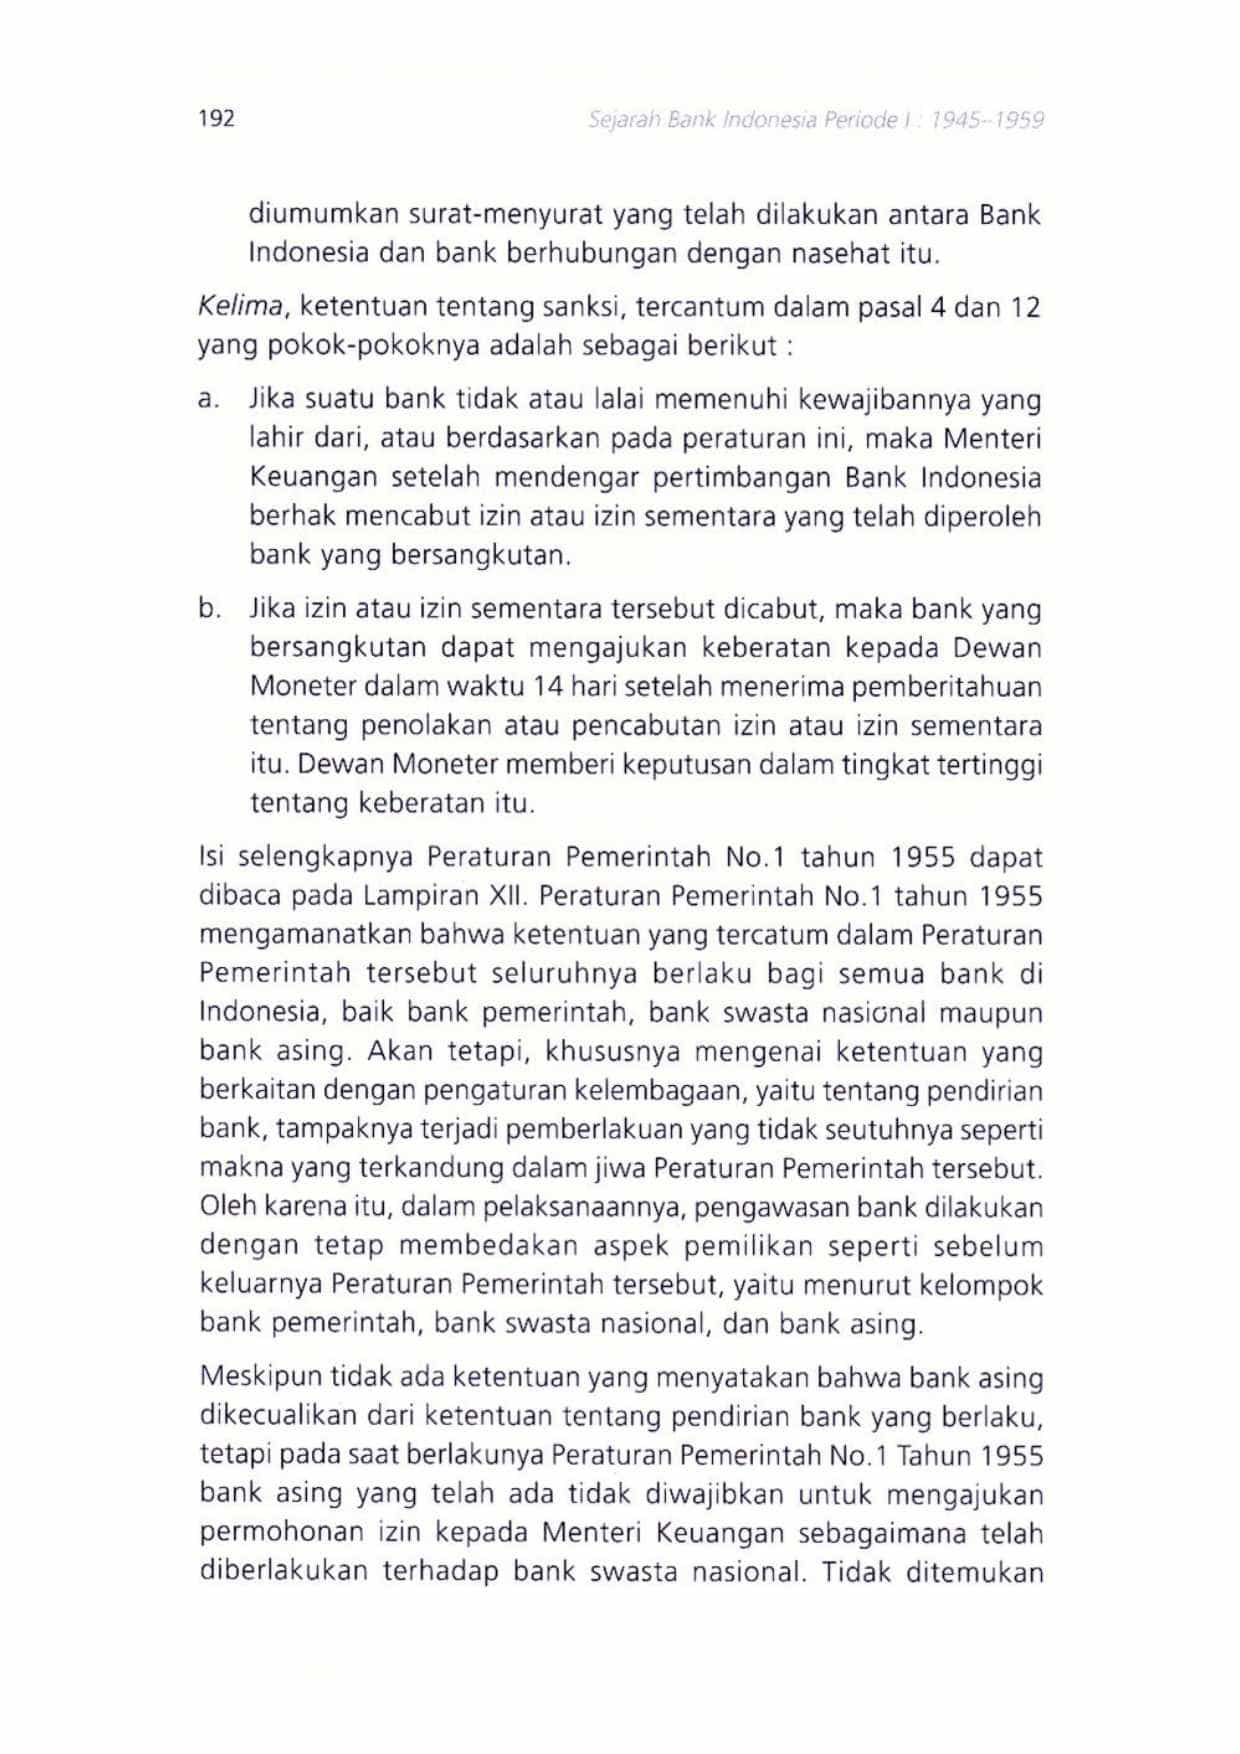 192
Sejarah Bank Indonesia Periode I : 1945–1959
diumumkan surat-menyurat yang telah dilakukan antara Bank
Indonesia dan bank berhubungan dengan nasehat itu.
Kelima, ketentuan tentang sanksi, tercantum dalam pasal 4 dan 12
yang pokok-pokoknya adalah sebagai berikut :
a. Jika suatu bank tidak atau lalai memenuhi kewajibannya yang
lahir dari, atau berdasarkan pada peraturan ini, maka Menteri
Keuangan setelah mendengar pertimbangan Bank Indonesia
berhak mencabut izin atau izin sementara yang telah diperoleh
bank yang bersangkutan.
b. Jika izin atau izin sementara tersebut dicabut, maka bank yang
bersangkutan dapat mengajukan keberatan kepada Dewan
Moneter dalam waktu 14 hari setelah menerima pemberitahuan
tentang penolakan atau pencabutan izin atau izin sementara
itu. Dewan Moneter memberi keputusan dalam tingkat tertinggi
tentang keberatan itu.
Isi selengkapnya Peraturan Pemerintah No.1 tahun 1955 dapat
dibaca pada Lampiran XII. Peraturan Pemerintah No.1 tahun 1955
mengamanatkan bahwa ketentuan yang tercatum dalam Peraturan
Pemerintah tersebut seluruhnya berlaku bagi semua bank di
Indonesia, baik bank pemerintah, bank swasta nasional maupun
bank asing. Akan tetapi, khususnya mengenai ketentuan yang
berkaitan dengan pengaturan kelembagaan, yaitu tentang pendirian
bank, tampaknya terjadi pemberlakuan yang tidak seutuhnya seperti
makna yang terkandung dalam jiwa Peraturan Pemerintah tersebut.
Oleh karena itu, dalam pelaksanaannya, pengawasan bank dilakukan
dengan tetap membedakan aspek pemilikan seperti sebelum
keluarnya Peraturan Pemerintah tersebut, yaitu menurut kelompok
bank pemerintah, bank swasta nasional, dan bank asing.
Meskipun tidak ada ketentuan yang menyatakan bahwa bank asing
dikecualikan dari ketentuan tentang pendirian bank yang berlaku,
tetapi pada saat berlakunya Peraturan Pemerintah No.1 Tahun 1955
bank asing yang telah ada tidak diwajibkan untuk mengajukan
permohonan izin kepada Menteri Keuangan sebagaimana telah
diberlakukan terhadap bank swasta nasional. Tidak ditemukan